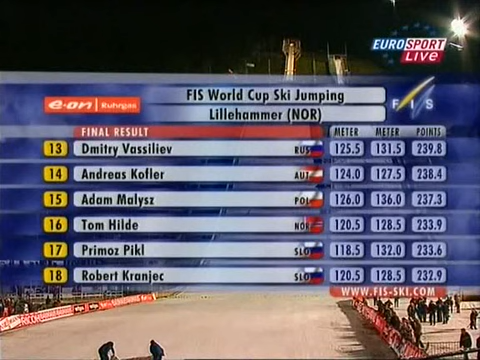 EUROSPORT
LIVE
e·on | Ruhrgas
FIS World Cup Ski Jumping
Lillehammer (NOR)
FIS
FINAL RESULT METER METER POINTS
13 Dmitry Vassiliev RUS 125.5 131.5 239.8
14 Andreas Kofler AUT 124.0 127.5 238.4
15 Adam Malysz POL 126.0 136.0 237.3
16 Tom Hilde NOR 120.5 128.5 233.9
17 Primoz Pikl SLO 118.5 132.0 233.6
18 Robert Kranjec SLO 120.5 128.5 232.9
WWW.FIS-SKI.COM